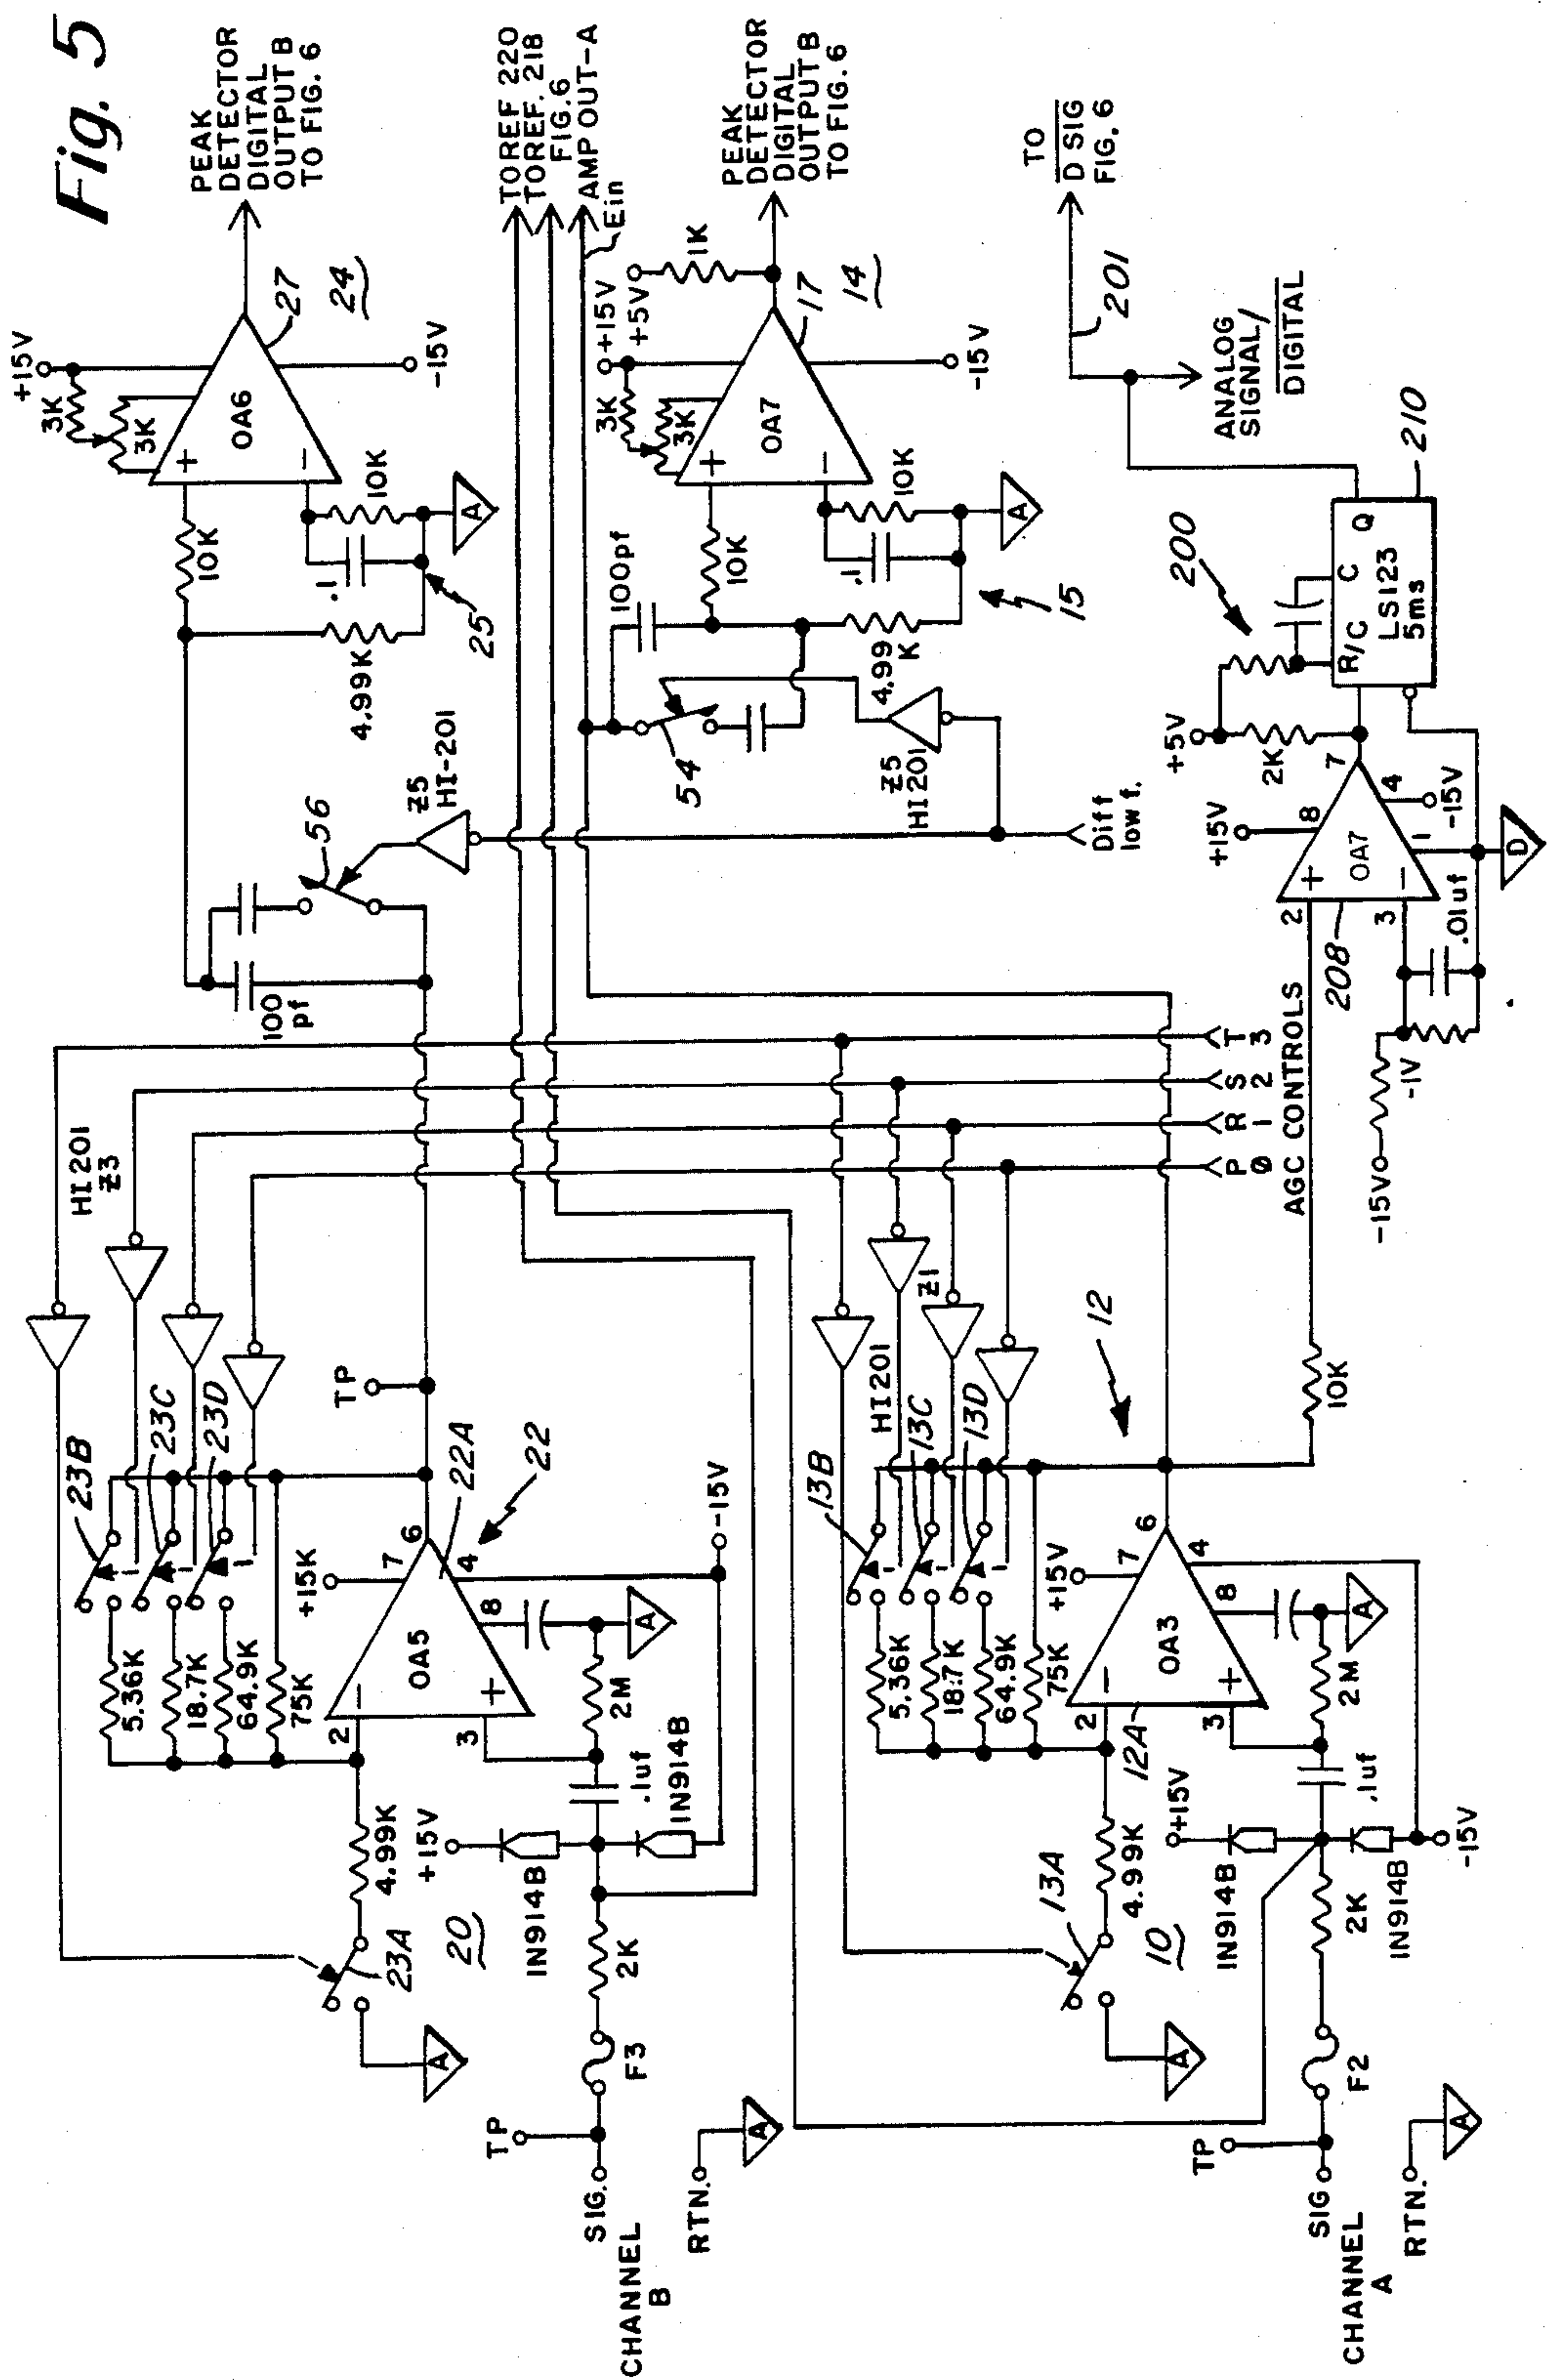 Fig. 5
PEAK
DETECTOR
DIGITAL
OUTPUT B
TO FIG. 6
+15V
3K
3K
OA6
+
−
27
24
-15V
10K
10K
.1
A
25
4.99K
TO REF 220
TO REF. 218
FIG.6
AMP OUT-A
Ein
PEAK
DETECTOR
DIGITAL
OUTPUT B
TO FIG. 6
+15V
+5V
1K
3K
3K
OA7
+
−
17
14
-15V
10K
10K
.1
A
15
100pf
4.99
K
54
Z5
HI201
Diff
low f.
56
Z5
HI-201
100
pf
TO
D SIG
FIG. 6
201
ANALOG
SIGNAL/
DIGITAL
210
200
Q
C
R/C
LS123
5ms
+5V
2K
+15V
7
8
4
1
-15V
OA7
+
−
2
3
208
.01uf
D
-1V
-15V
AGC CONTROLS
T
3
S
2
R
1
P
0
10K
HI201
Z3
23B
23C
23D
5.36K
18.7K
64.9K
75K
TP
+15K
7
6
22A
22
OA5
4
8
−
+
2
3
-15V
A
2M
.1uf
IN914B
4.99K
+15V
IN914B
20
23A
A
2K
F3
TP
SIG.
CHANNEL
B
RTN.
A
HI201
Z1
12
13B
13C
13D
5.36K
18.7K
64.9K
75K
+15V
7
6
4
8
OA3
−
+
2
3
12A
A
2M
.1uf
+15V
IN914B
IN914B
-15V
4.99K
13A
10
A
2K
F2
TP
SIG
CHANNEL
A
RTN.
A